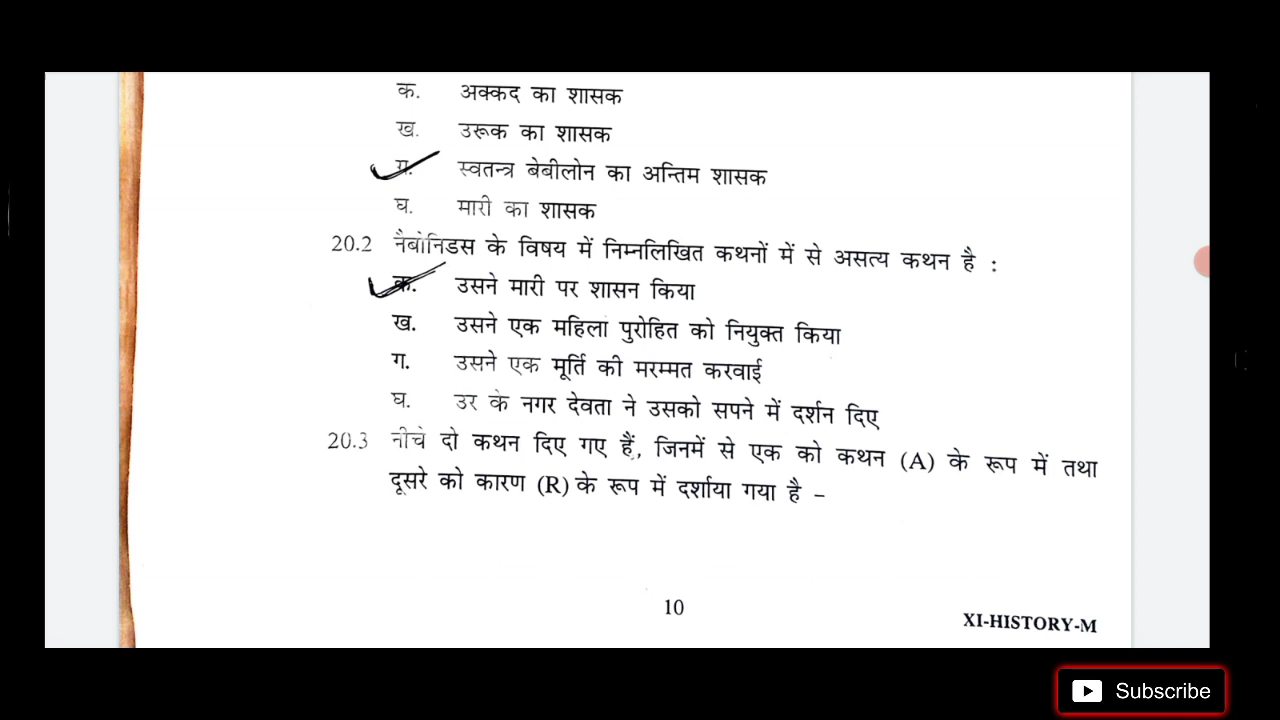 क. अक्कद का शासक
ख. उरूक का शासक
ग. स्वतन्त्र बेबीलोन का अन्तिम शासक
घ. मारी का शासक
20.2 नैबोनिडस के विषय में निम्नलिखित कथनों में से असत्य कथन है :
क. उसने मारी पर शासन किया
ख. उसने एक महिला पुरोहित को नियुक्त किया
ग. उसने एक मूर्ति की मरम्मत करवाई
घ. उर के नगर देवता ने उसको सपने में दर्शन दिए
20.3 नीचे दो कथन दिए गए हैं, जिनमें से एक को कथन (A) के रूप में तथा
दूसरे को कारण (R) के रूप में दर्शाया गया है –
10
XI-HISTORY-M
Subscribe